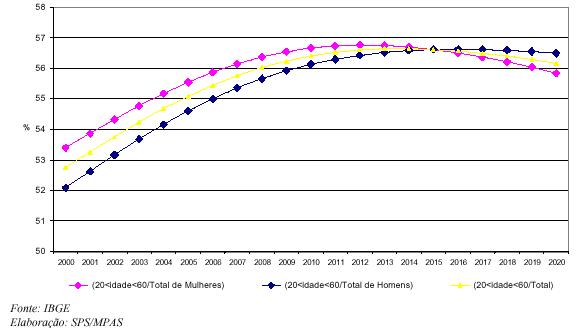 58
57
56
55
54
53
52
51
50
%
2000 2001 2002 2003 2004 2005 2006 2007 2008 2009 2010 2011 2012 2013 2014 2015 2016 2017 2018 2019 2020
(20<idade<60/Total de Mulheres) (20<idade<60/Total de Homens) (20<idade<60/Total)
Fonte: IBGE
Elaboração: SPS/MPAS